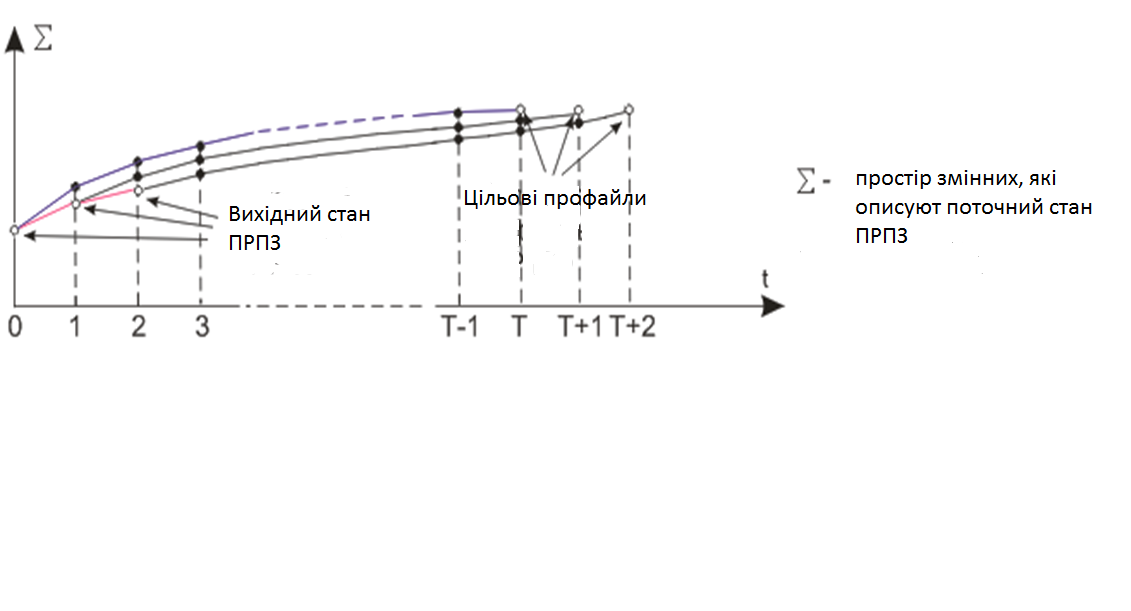 Σ
Вихідний стан
ПРПЗ
Цільові профайли
Σ - простір змінних, які
описуют поточний стан
ПРПЗ
t
0 1 2 3 T-1 T T+1 T+2